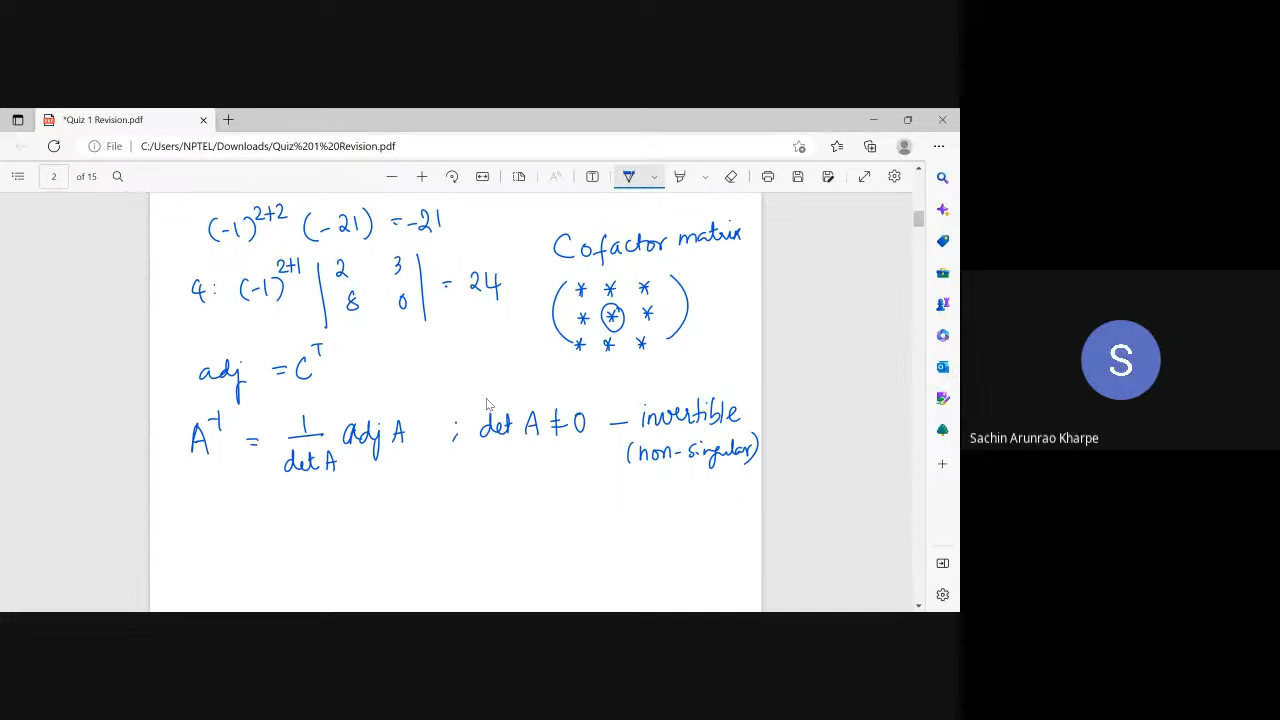 *Quiz 1 Revision.pdf
File C:/Users/NPTEL/Downloads/Quiz%201%20Revision.pdf
2 of 15
(-1)^{2+2} (-21) = -21
Cofactor matrix
4: (-1)^{2+1} | 2 3 | = 24
8 0
* * *
* * *
* * *
adj = C^T
A^{-1} = 1/det A adj A ; det A ≠ 0 – invertible
(non-singular)
S
Sachin Arunrao Kharpe